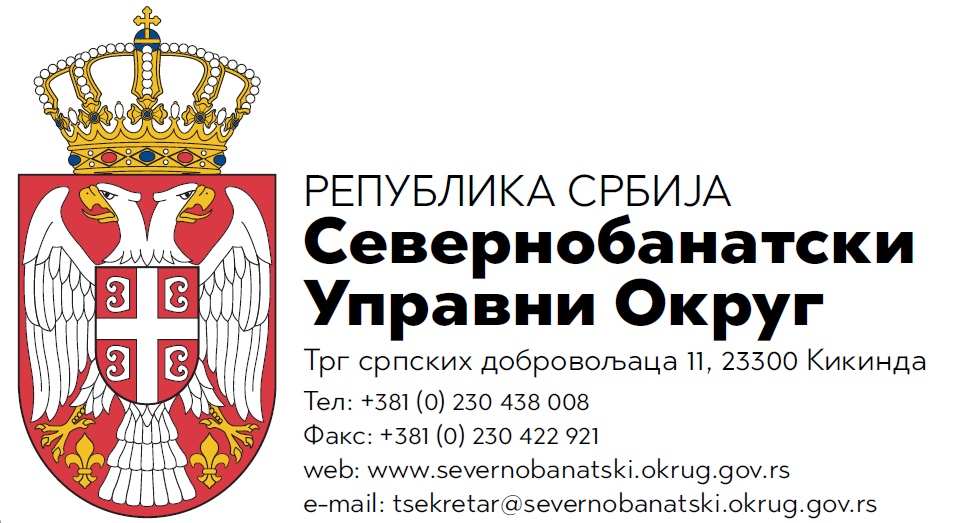 РЕПУБЛИКА СРБИЈА
Севернобанатски
Управни Округ
Трг српских добровољаца 11, 23300 Кикинда
Тел: +381 (0) 230 438 008
Факс: +381 (0) 230 422 921
web: www.severnobanatski.okrug.gov.rs
e-mail: tsekretar@severnobanatski.okrug.gov.rs